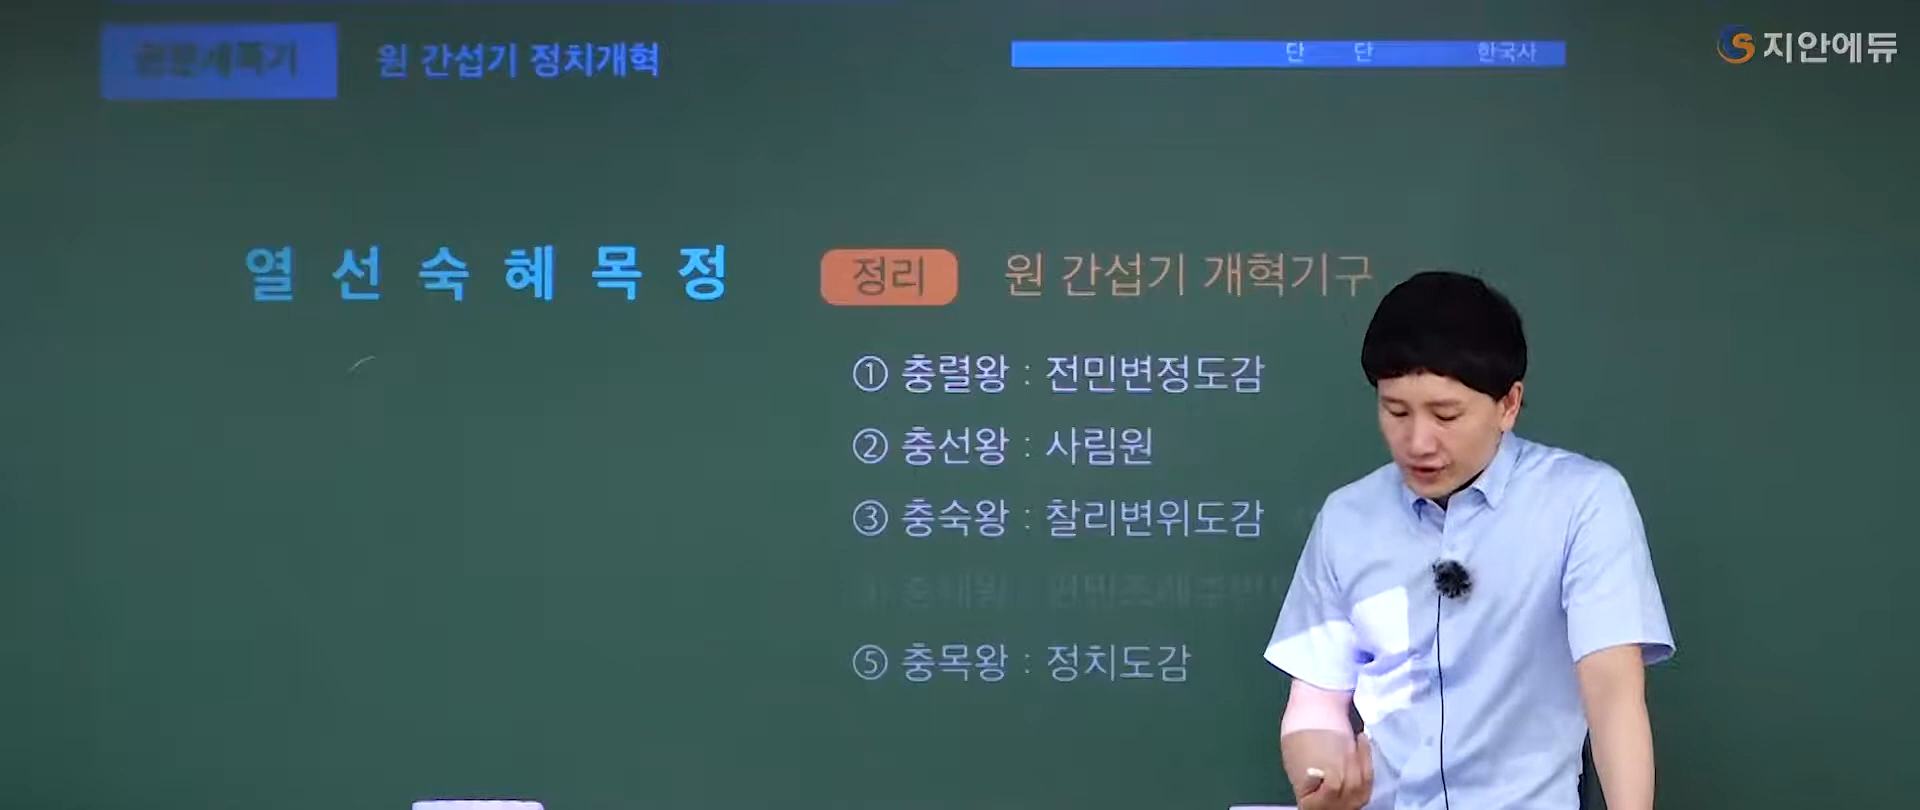 원 간섭기 정치개혁
단 단 한국사
지안에듀
열 선 숙 혜 목 정
정리 원 간섭기 개혁기구
① 충렬왕 : 전민변정도감
② 충선왕 : 사림원
③ 충숙왕 : 찰리변위도감
⑤ 충목왕 : 정치도감